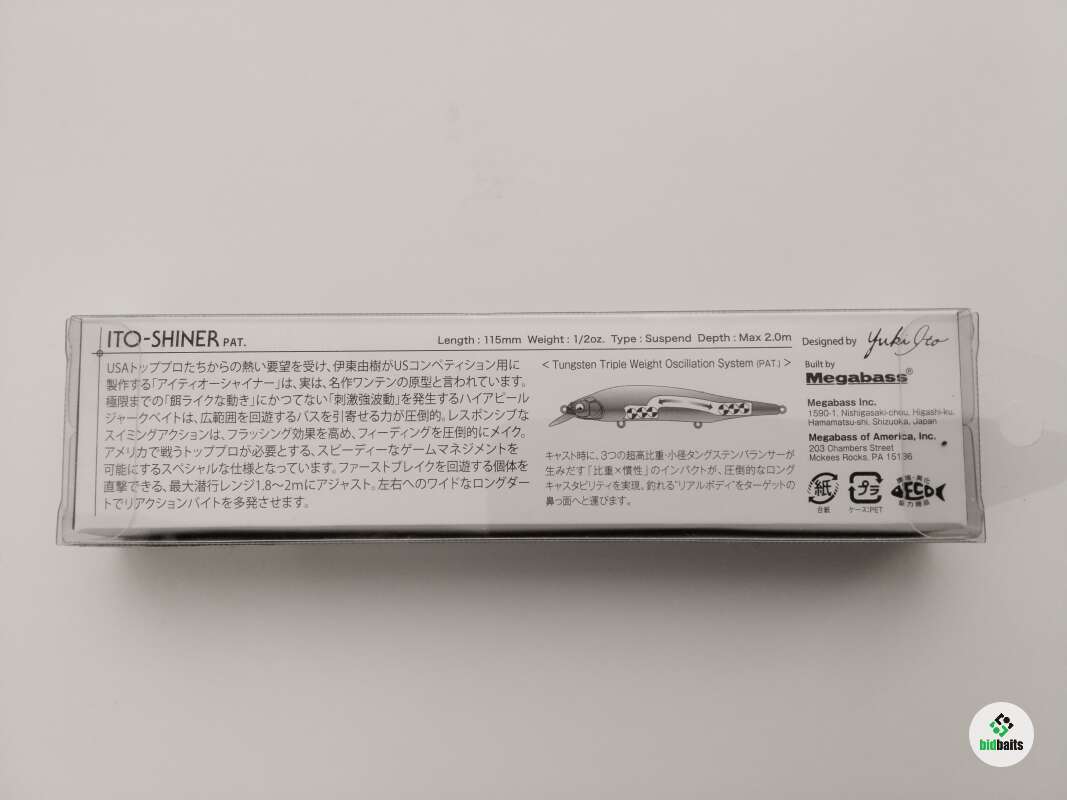 ITO-SHINER PAT.
Length : 115mm Weight : 1/2oz. Type : Suspend Depth : Max 2.0m
USAトッププロたちからの熱い要望を受け、伊東由樹がUSコンペティション用に
製作する「アイティオーシャイナー」は、実は、名作ワンテンの原型と言われています。
極限までの「餌ライクな動き」にかつてない「刺激強波動」を発生するハイアピール
ジャークベイトは、広範囲を回遊するバスを引寄せる力が圧倒的。レスポンシブな
スイミングアクションは、フラッシング効果を高め、フィーディングを圧倒的にメイク。
アメリカで戦うトッププロが必要とする、スピーディーなゲームマネジメントを
可能にするスペシャルな仕様となっています。ファーストブレイクを回遊する個体を
直撃できる、最大潜行レンジ1.8〜2mにアジャスト。左右へのワイドなロングダー
トでリアクションバイトを多発させます。
< Tungsten Triple Weight Oscillation System (PAT.) >
キャスト時に、3つの超高比重・小径タングステンバランサーが
生みだす「比重×慣性」のインパクトが、圧倒的なロング
キャスタビリティを実現。釣れる"リアルボディ"をターゲットの
鼻っ面へと運びます。
Designed by Yuki Ito
Built by
Megabass®
Megabass Inc.
1590-1, Nishigasaki-chou, Higashi-ku,
Hamamatsu-shi, Shizuoka, Japan
Megabass of America, Inc.
203 Chambers Street
Mckees Rocks, PA 15136
紙
台紙
プラ
ケース:PET
環境・美化
ECO
協力商品
bidbaits